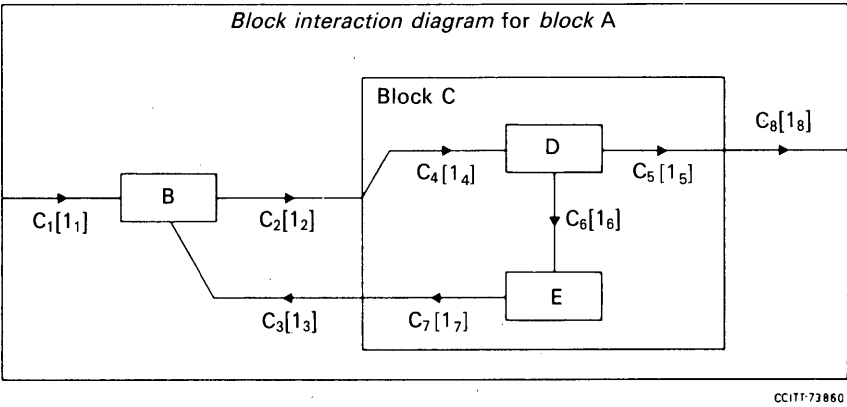 Block interaction diagram for block A
Block C
C8[18]
D
C4[14]
C5[15]
B
C1[11]
C2[12]
C6[16]
E
C3[13]
C7[17]
CCITT-73860